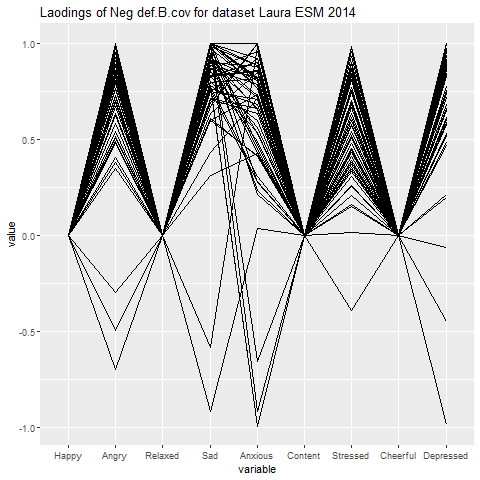 Laodings of Neg def.B.cov for dataset Laura ESM 2014
1.0
0.5
0.0
-0.5
-1.0
value
Happy Angry Relaxed Sad Anxious Content Stressed Cheerful Depressed
variable